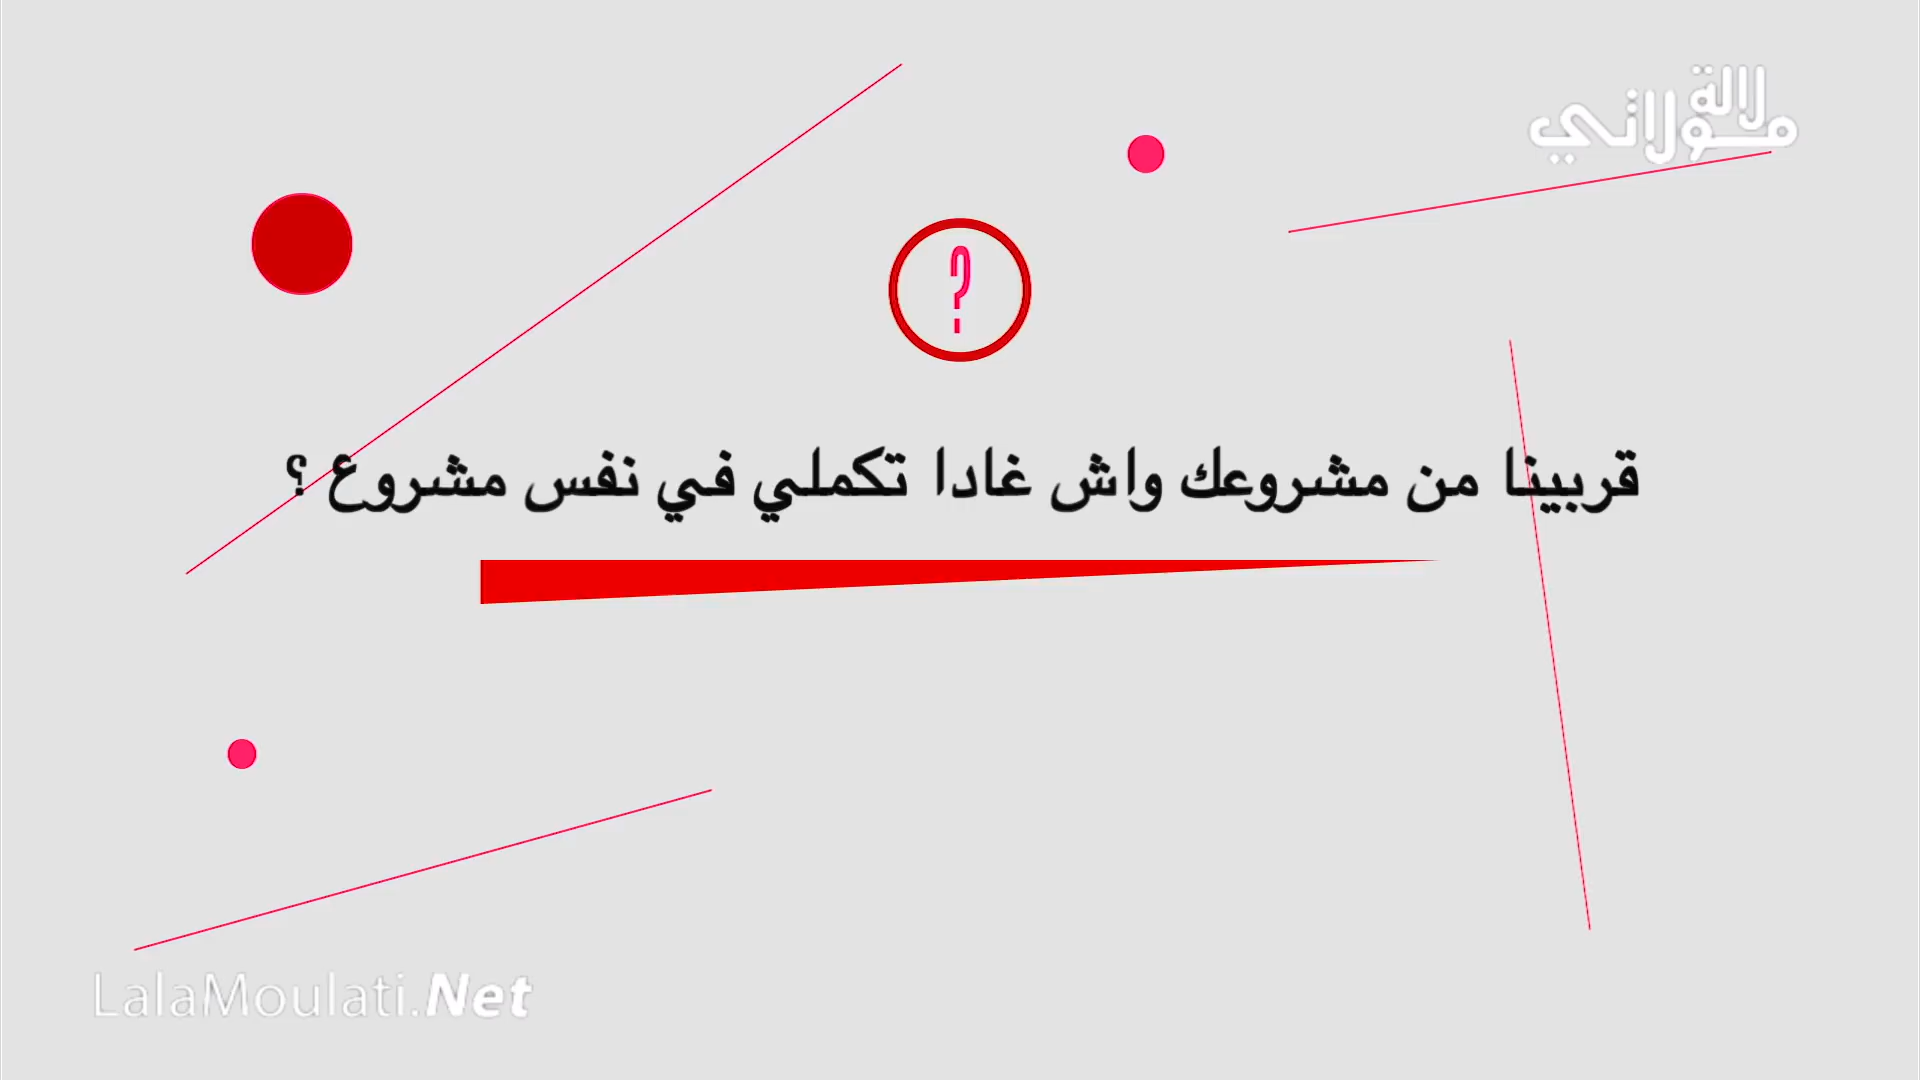 لالة
مولاتي
?
قربينا من مشروعك واش غادا تكملي في نفس مشروع ؟
LalaMoulati.Net